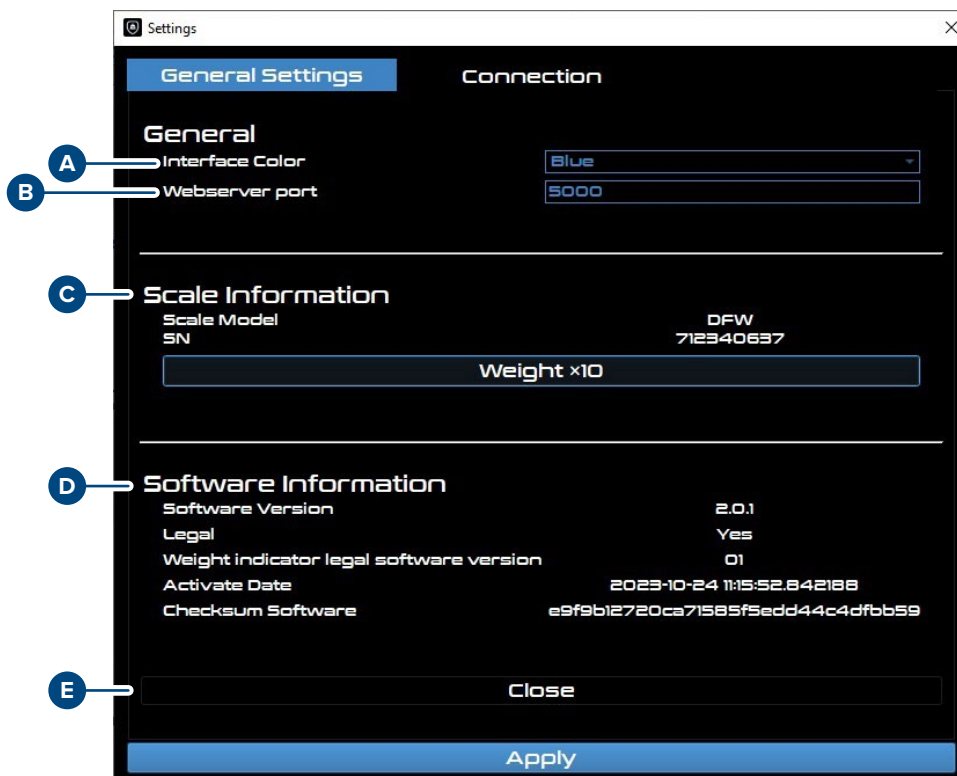 Settings
General Settings Connection
General
A Interface Color Blue
B Webserver port 5000
C Scale Information
Scale Model DFW
SN 712340637
Weight ×10
D Software Information
Software Version 2.0.1
Legal Yes
Weight indicator legal software version 01
Activate Date 2023-10-24 11:15:52.842188
Checksum Software e9f9b12720ca71585f5edd44c4dfbb59
E Close
Apply